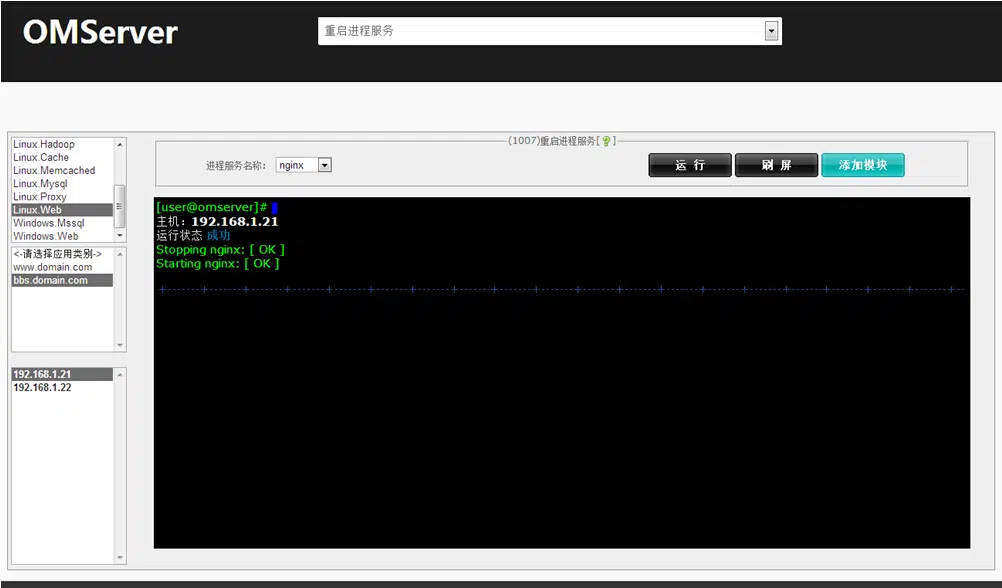 OMServer
重启进程服务
Linux.Hadoop
Linux.Cache
Linux.Memcached
Linux.Mysql
Linux.Proxy
Linux.Web
Windows.Mssql
Windows.Web
<-请选择应用类别->
www.domain.com
bbs.domain.com
192.168.1.21
192.168.1.22
(1007)重启进程服务[?]
进程服务名称： nginx
运 行
刷 屏
添加模块
[user@omserver]#
主机：192.168.1.21
运行状态 成功
Stopping nginx: [ OK ]
Starting nginx: [ OK ]